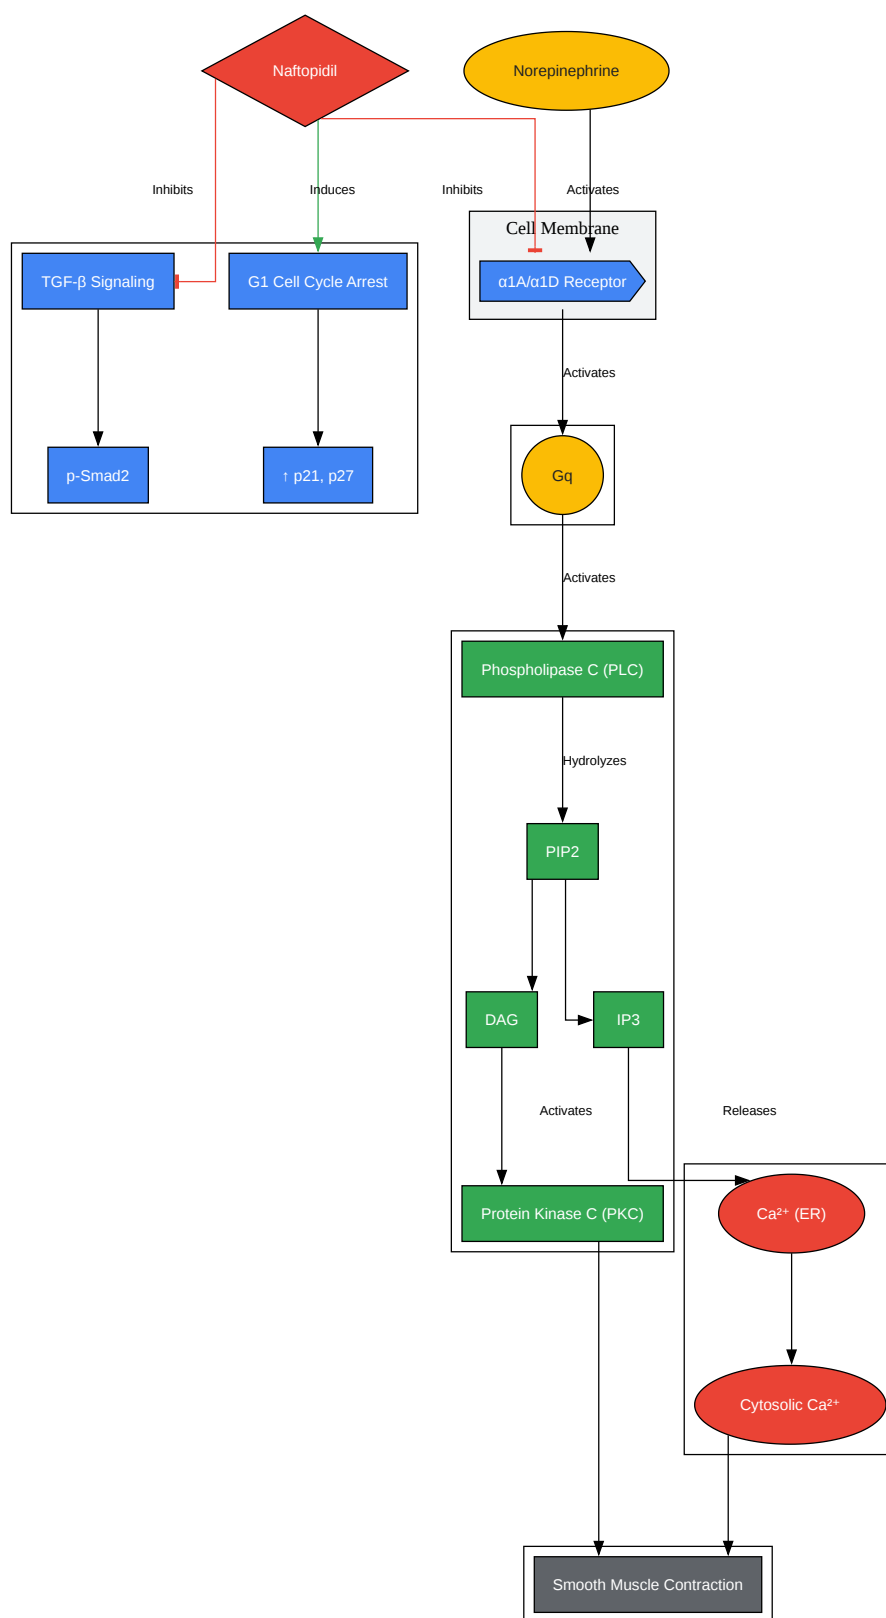 Naftopidil
Norepinephrine
Inhibits
Induces
Inhibits
Activates
Cell Membrane
TGF-β Signaling
G1 Cell Cycle Arrest
α1A/α1D Receptor
Activates
p-Smad2
↑ p21, p27
Gq
Activates
Phospholipase C (PLC)
Hydrolyzes
PIP2
DAG
IP3
Activates
Releases
Protein Kinase C (PKC)
Ca²⁺ (ER)
Cytosolic Ca²⁺
Smooth Muscle Contraction